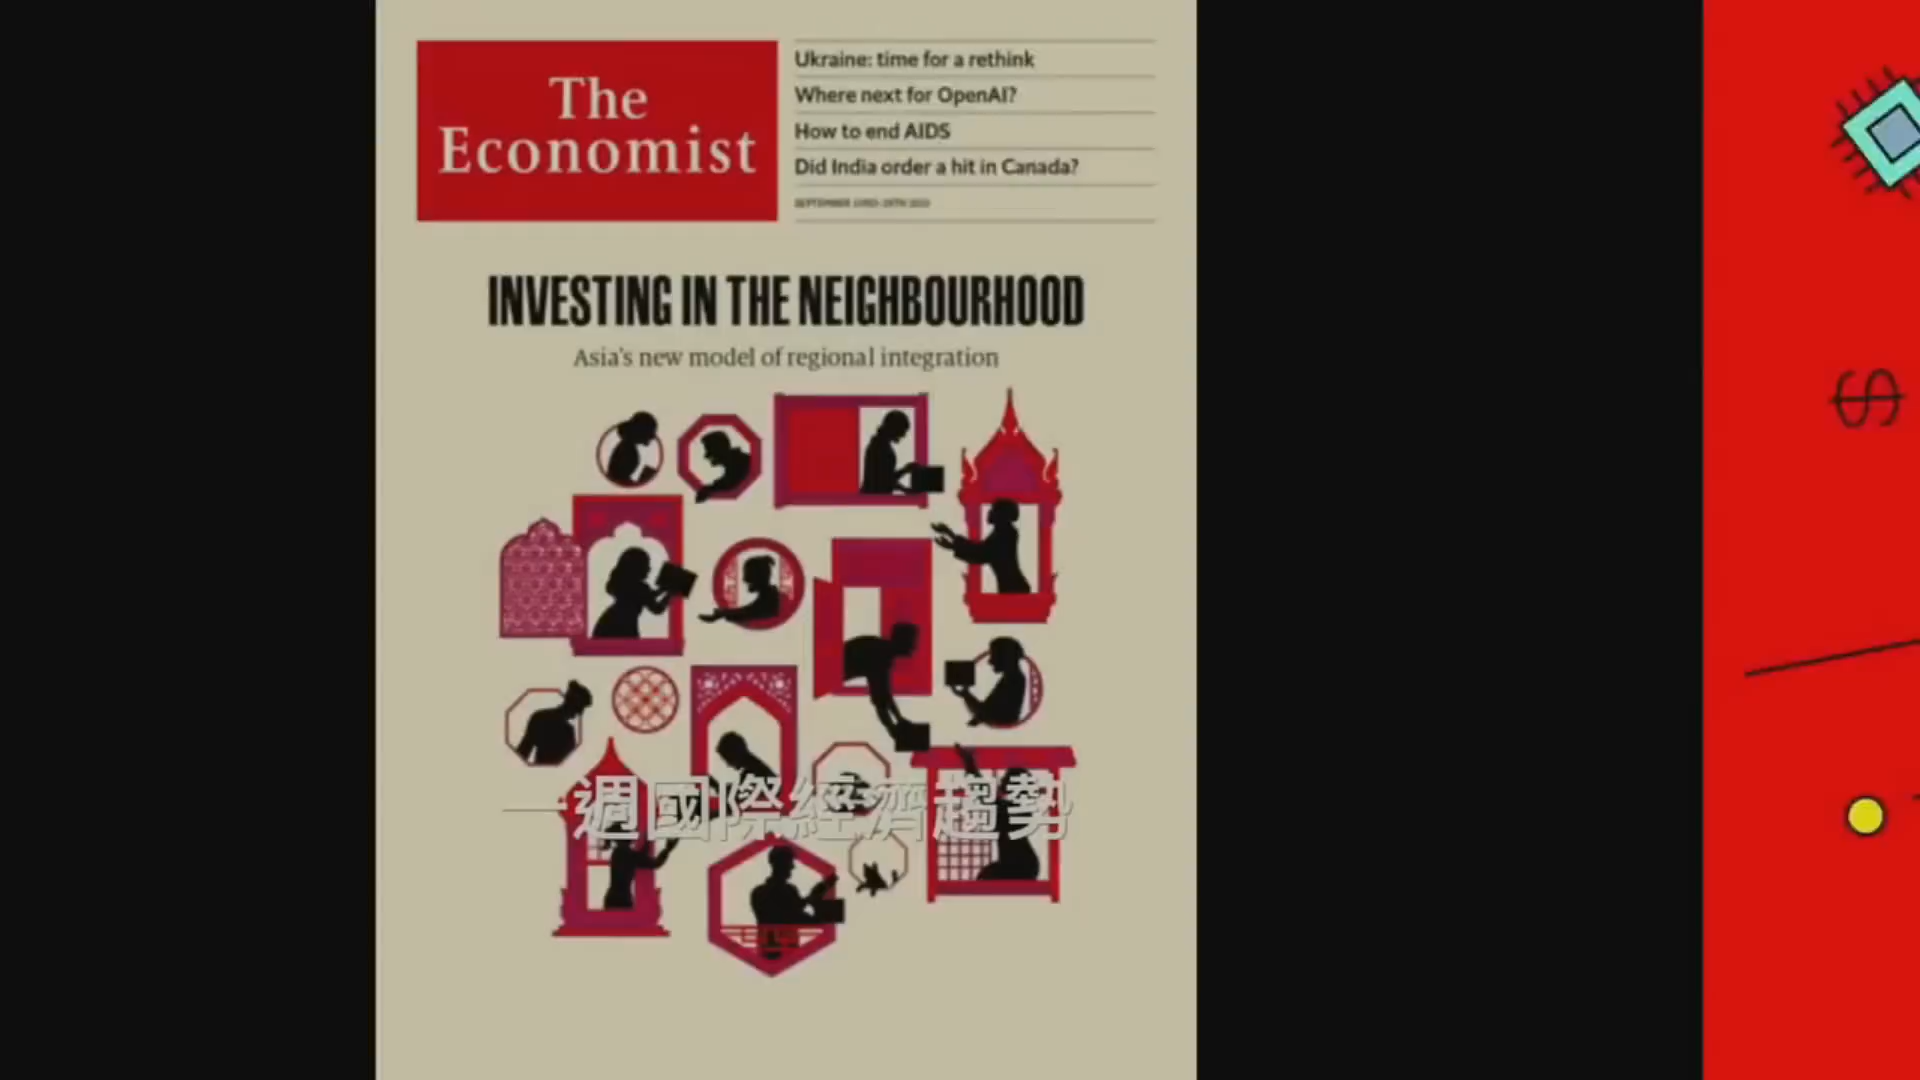 The
Economist
Ukraine: time for a rethink
Where next for OpenAI?
How to end AIDS
Did India order a hit in Canada?
INVESTING IN THE NEIGHBOURHOOD
Asia's new model of regional integration
一週國際經濟趨勢
$